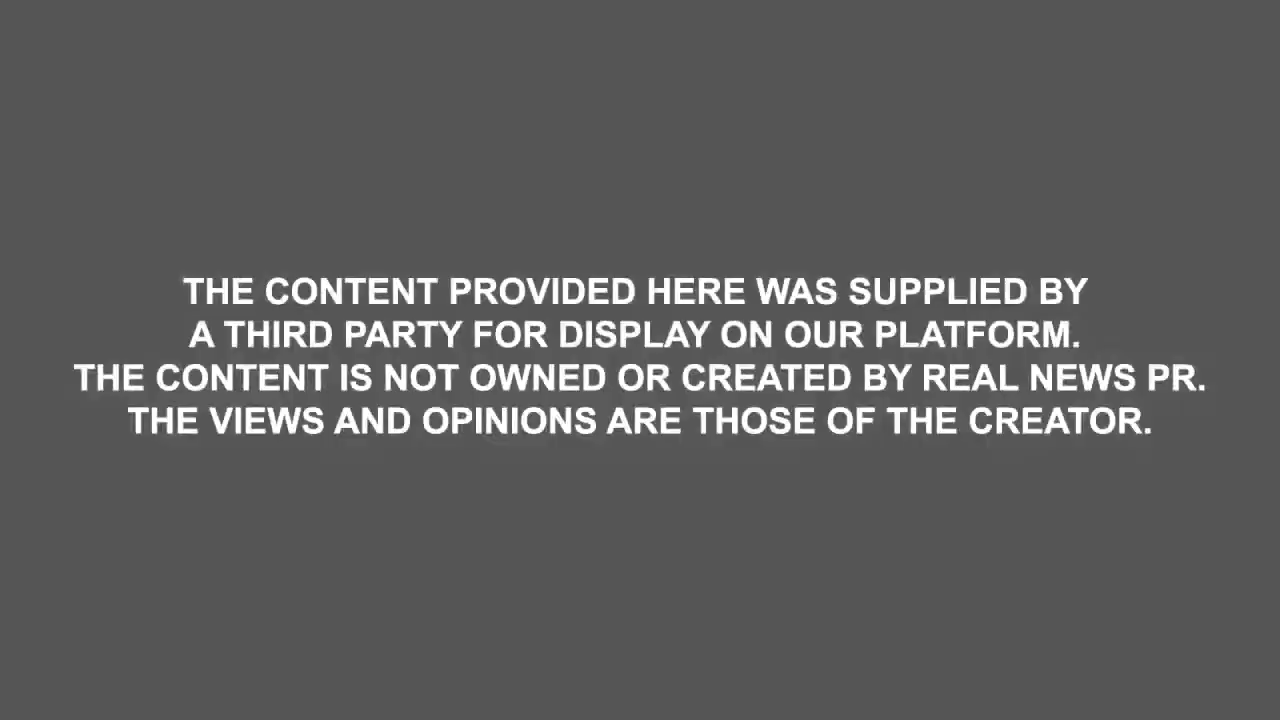 THE CONTENT PROVIDED HERE WAS SUPPLIED BY
A THIRD PARTY FOR DISPLAY ON OUR PLATFORM.
THE CONTENT IS NOT OWNED OR CREATED BY REAL NEWS PR.
THE VIEWS AND OPINIONS ARE THOSE OF THE CREATOR.